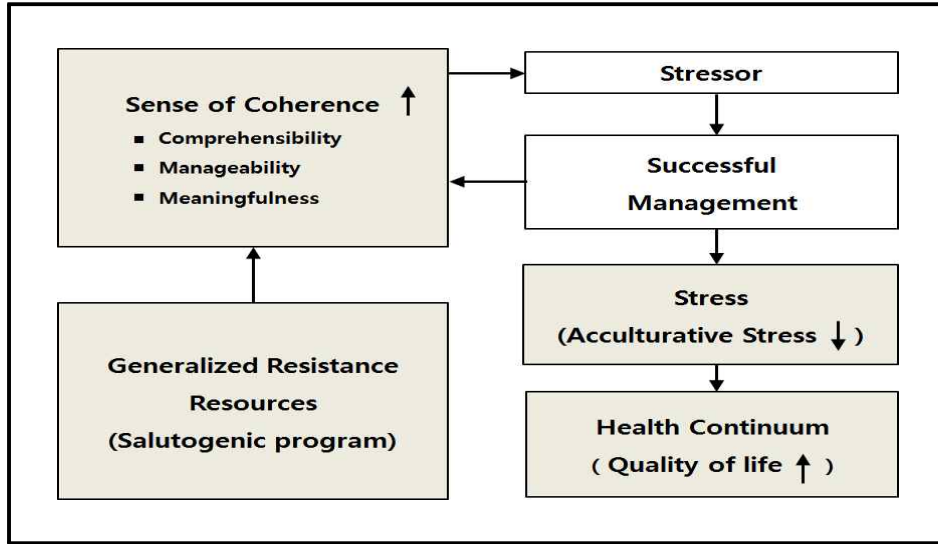 Sense of Coherence ↑
▪ Comprehensibility
▪ Manageability
▪ Meaningfulness
Generalized Resistance
Resources
(Salutogenic program)
Stressor
Successful
Management
Stress
(Acculturative Stress ↓ )
Health Continuum
( Quality of life ↑ )